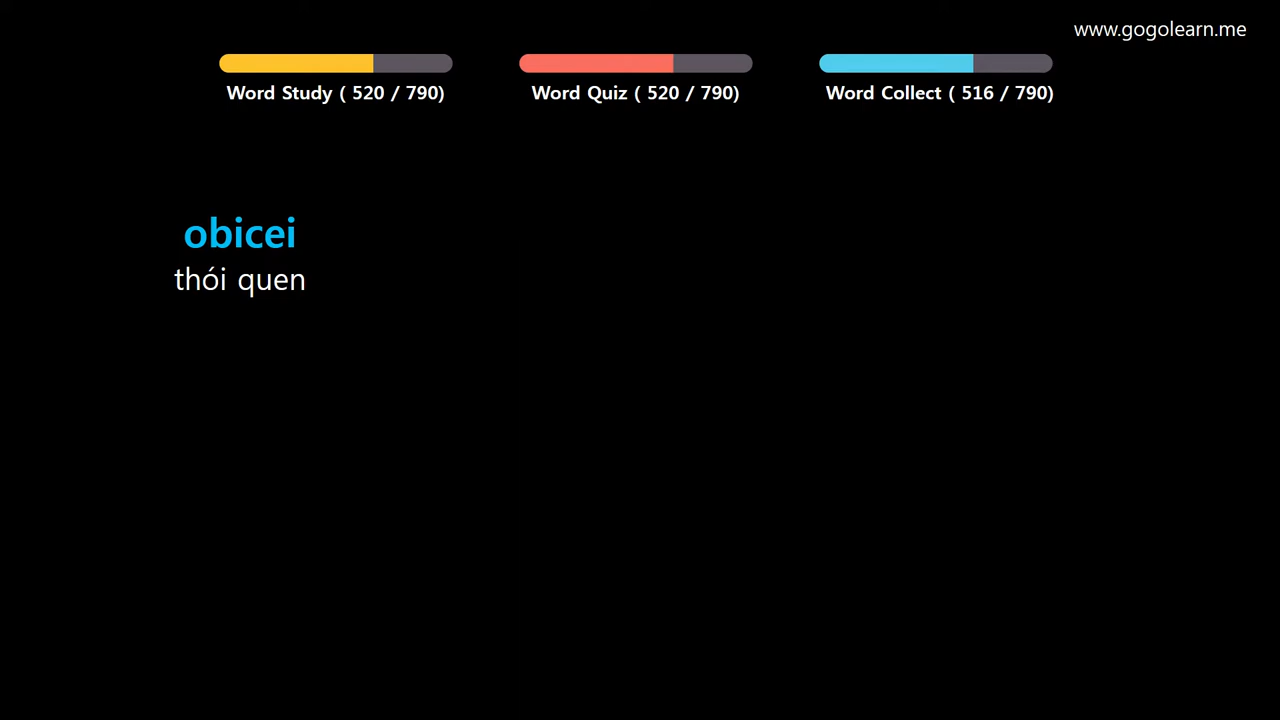 www.gogolearn.me
Word Study ( 520 / 790)
Word Quiz ( 520 / 790)
Word Collect ( 516 / 790)
obicei
thói quen